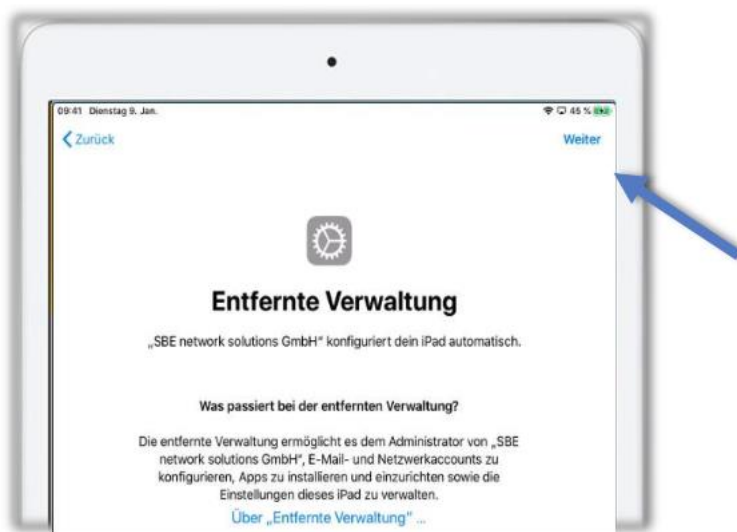 09:41 Dienstag 9. Jan.
45 %
Zurück
Weiter
Entfernte Verwaltung
„SBE network solutions GmbH“ konfiguriert dein iPad automatisch.
Was passiert bei der entfernten Verwaltung?
Die entfernte Verwaltung ermöglicht es dem Administrator von „SBE
network solutions GmbH“, E-Mail- und Netzwerkaccounts zu
konfigurieren, Apps zu installieren und einzurichten sowie die
Einstellungen dieses iPad zu verwalten.
Über „Entfernte Verwaltung“ ...